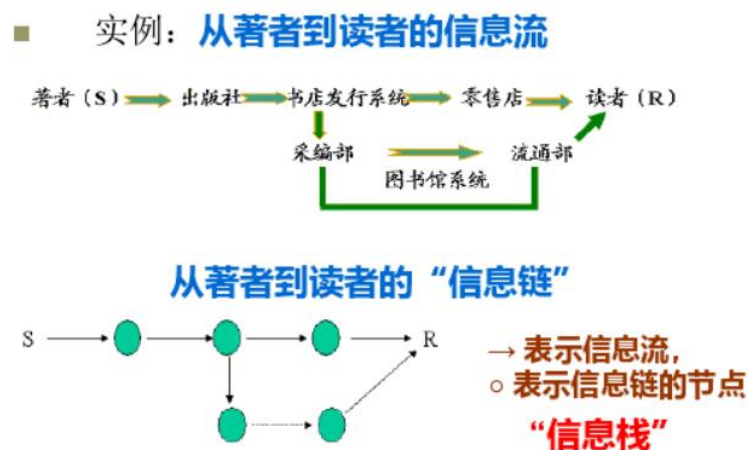 实例：从著者到读者的信息流
著者（S） 出版社 书店发行系统 零售店 读者（R）
采编部 流通部
图书馆系统
从著者到读者的“信息链”
S R
→ 表示信息流，
○ 表示信息链的节点
“信息栈”